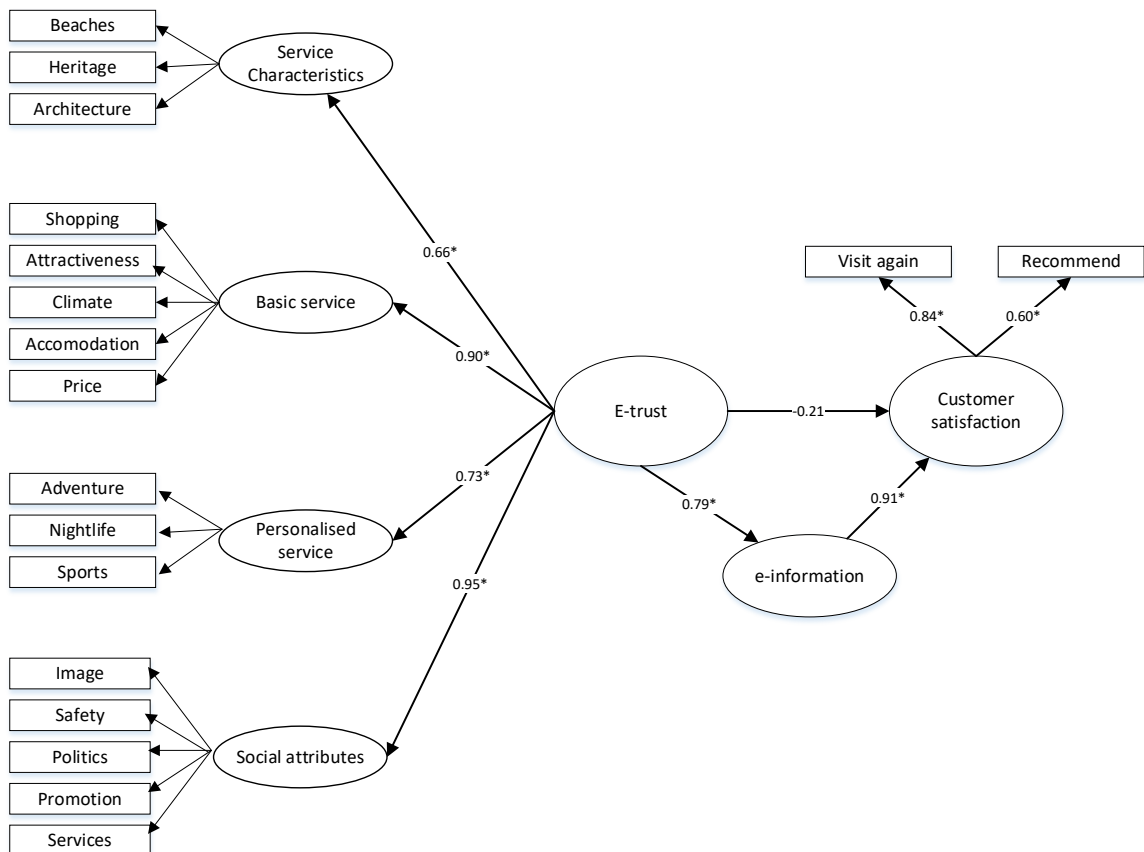 Beaches
Heritage
Architecture
Service
Characteristics
Shopping
Attractiveness
Climate
Accomodation
Price
Basic service
Adventure
Nightlife
Sports
Personalised
service
Image
Safety
Politics
Promotion
Services
Social attributes
0.66*
0.90*
0.73*
0.95*
E-trust
-0.21
0.79*
0.91*
e-information
Visit again
Recommend
0.84*
0.60*
Customer
satisfaction